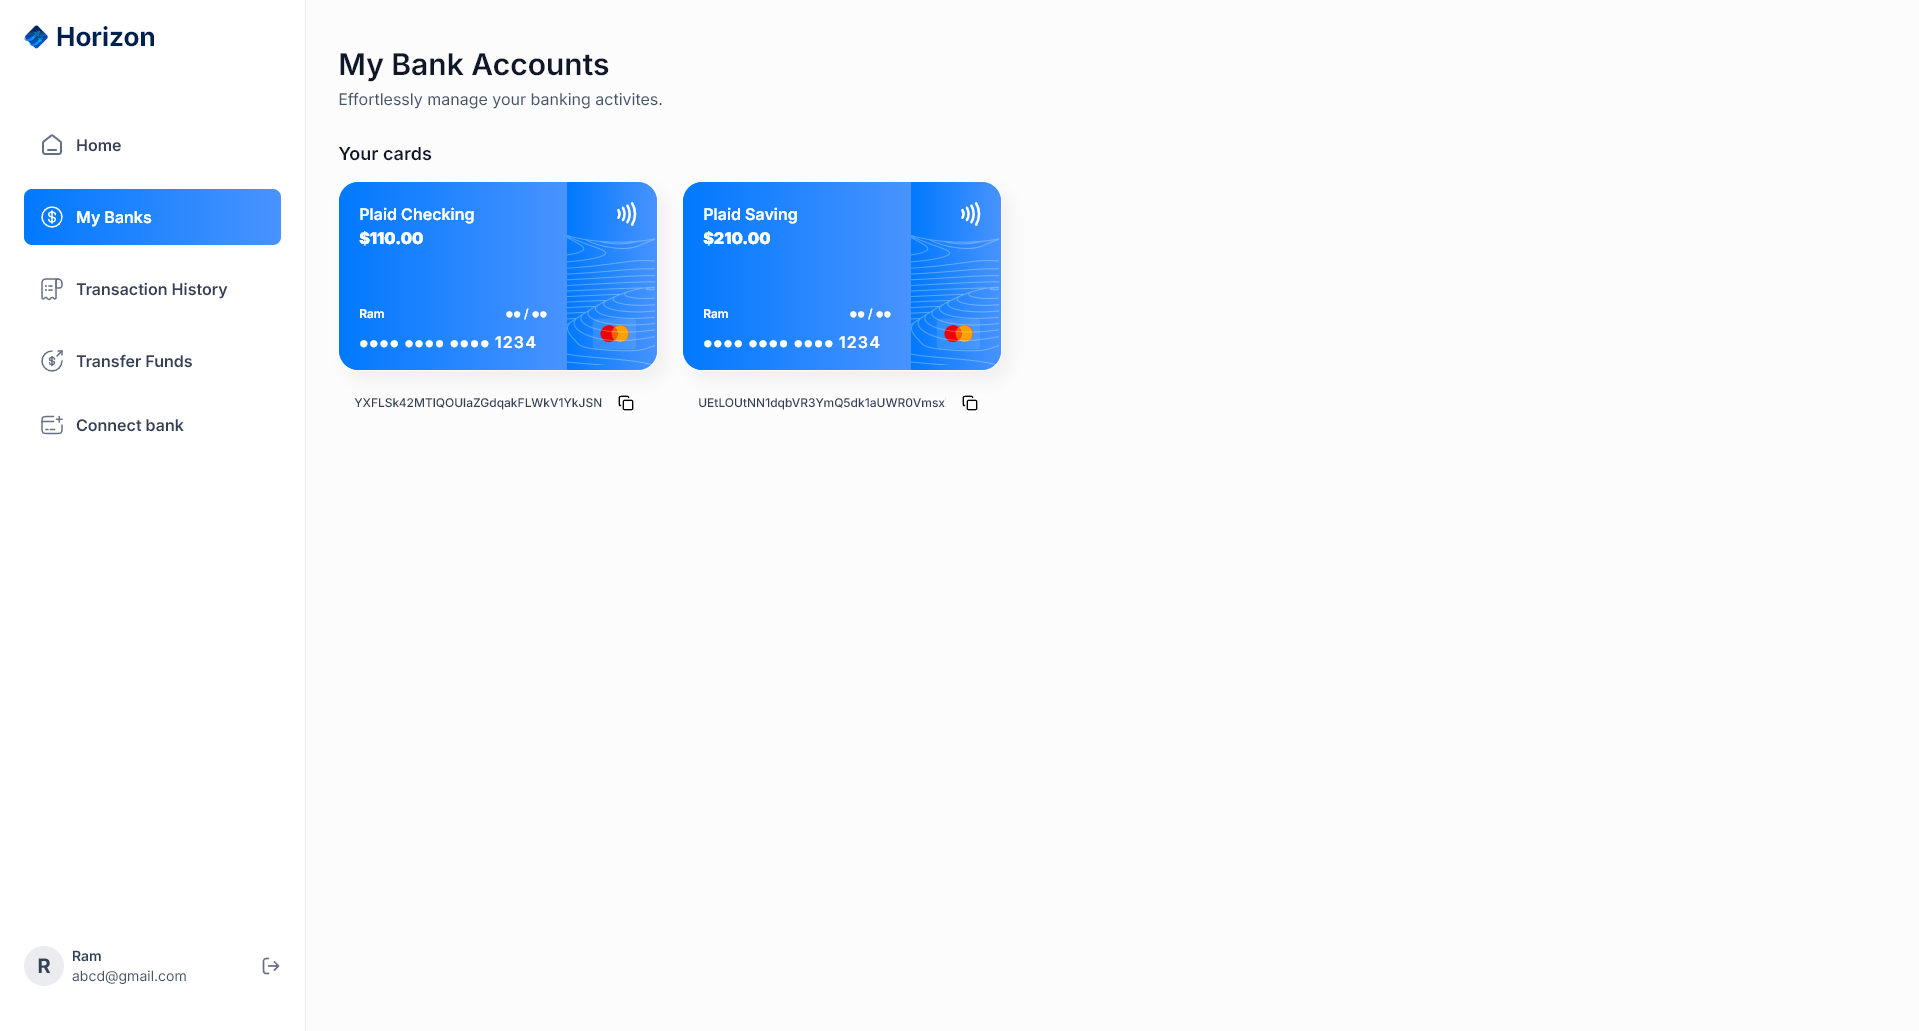 Horizon
Home
My Banks
Transaction History
Transfer Funds
Connect bank
R
Ram
abcd@gmail.com
My Bank Accounts
Effortlessly manage your banking activites.
Your cards
Plaid Checking
$110.00
Ram
●● / ●●
●●●● ●●●● ●●●● 1234
YXFLSk42MTlQOUlaZGdqakFLWkV1YkJSN
Plaid Saving
$210.00
Ram
●● / ●●
●●●● ●●●● ●●●● 1234
UEtLOUtNN1dqbVR3YmQ5dk1aUWR0Vmsx